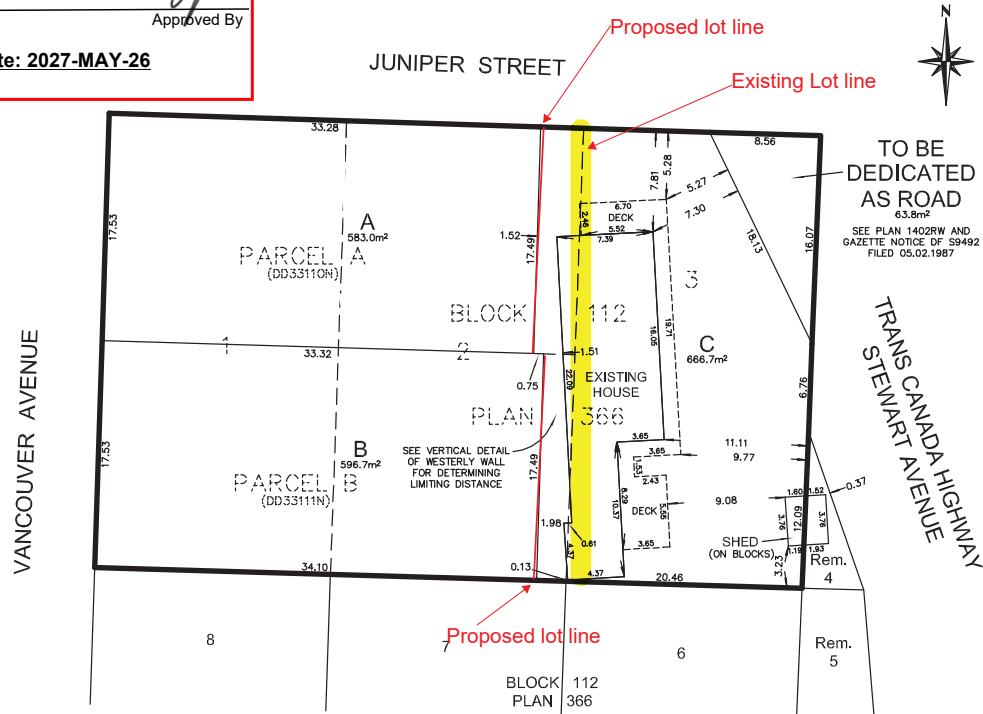 Approved By
te: 2027-MAY-26
Proposed lot line
N
JUNIPER STREET
Existing Lot line
33.28
8.56
TO BE
DEDICATED
AS ROAD
63.8m²
SEE PLAN 1402RW AND
GAZETTE NOTICE DF S9492
FILED 05.02.1987
7.81
5.28
5.27
7.30
18.13
16.07
17.53
A
583.0m²
PARCEL A
(DD33110N)
1.52
17.49
2.46
6.70
DECK
5.52
7.39
3
BLOCK 112
16.05
19.71
C
666.7m²
1
33.32
2
1.51
0.75
22.09
EXISTING
HOUSE
PLAN 366
6.76
TRANS CANADA HIGHWAY
STEWART AVENUE
VANCOUVER AVENUE
17.53
B
596.7m²
PARCEL B
(DD33111N)
SEE VERTICAL DETAIL
OF WESTERLY WALL
FOR DETERMINING
LIMITING DISTANCE
17.49
3.65
3.65
1.53
2.43
8.29
10.37
DECK
5.66
3.65
11.11
9.77
9.08
0.37
1.60
1.52
3.76
12.09
3.76
SHED
(ON BLOCKS)
1.19
1.93
3.23
Rem.
4
1.98
0.61
4.37
0.13
34.10
4.37
20.46
Proposed lot line
8
7
6
Rem.
5
BLOCK 112
PLAN 366